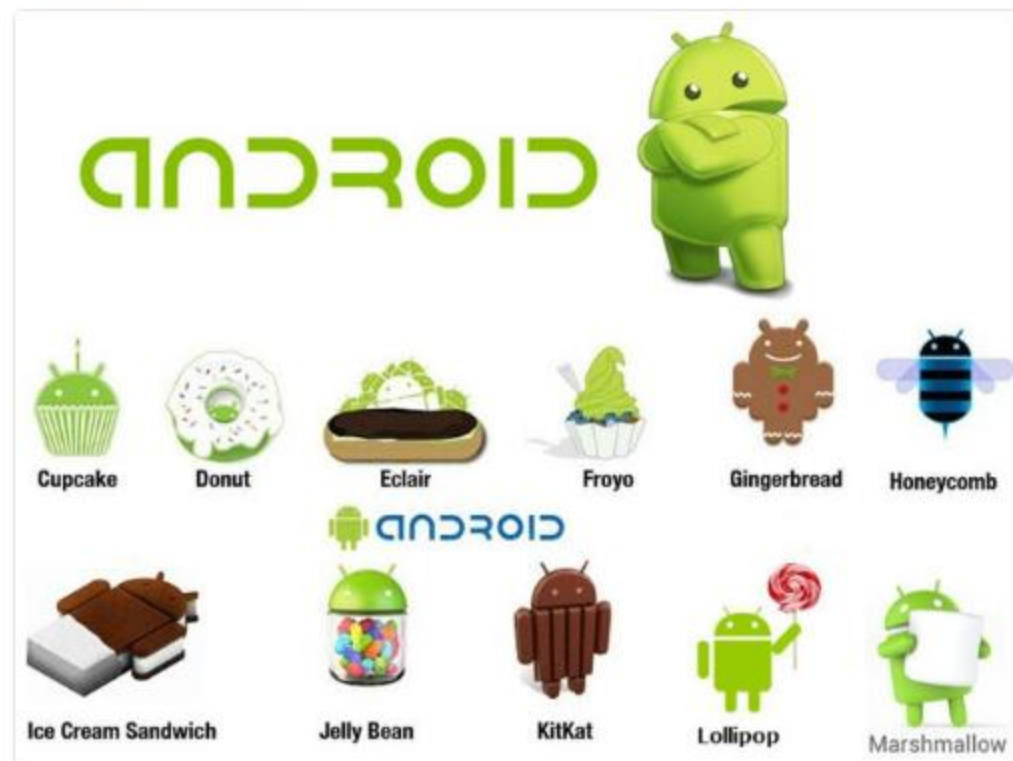 ANDROID
Cupcake Donut Eclair Froyo Gingerbread Honeycomb
ANDROID
Ice Cream Sandwich Jelly Bean KitKat Lollipop Marshmallow